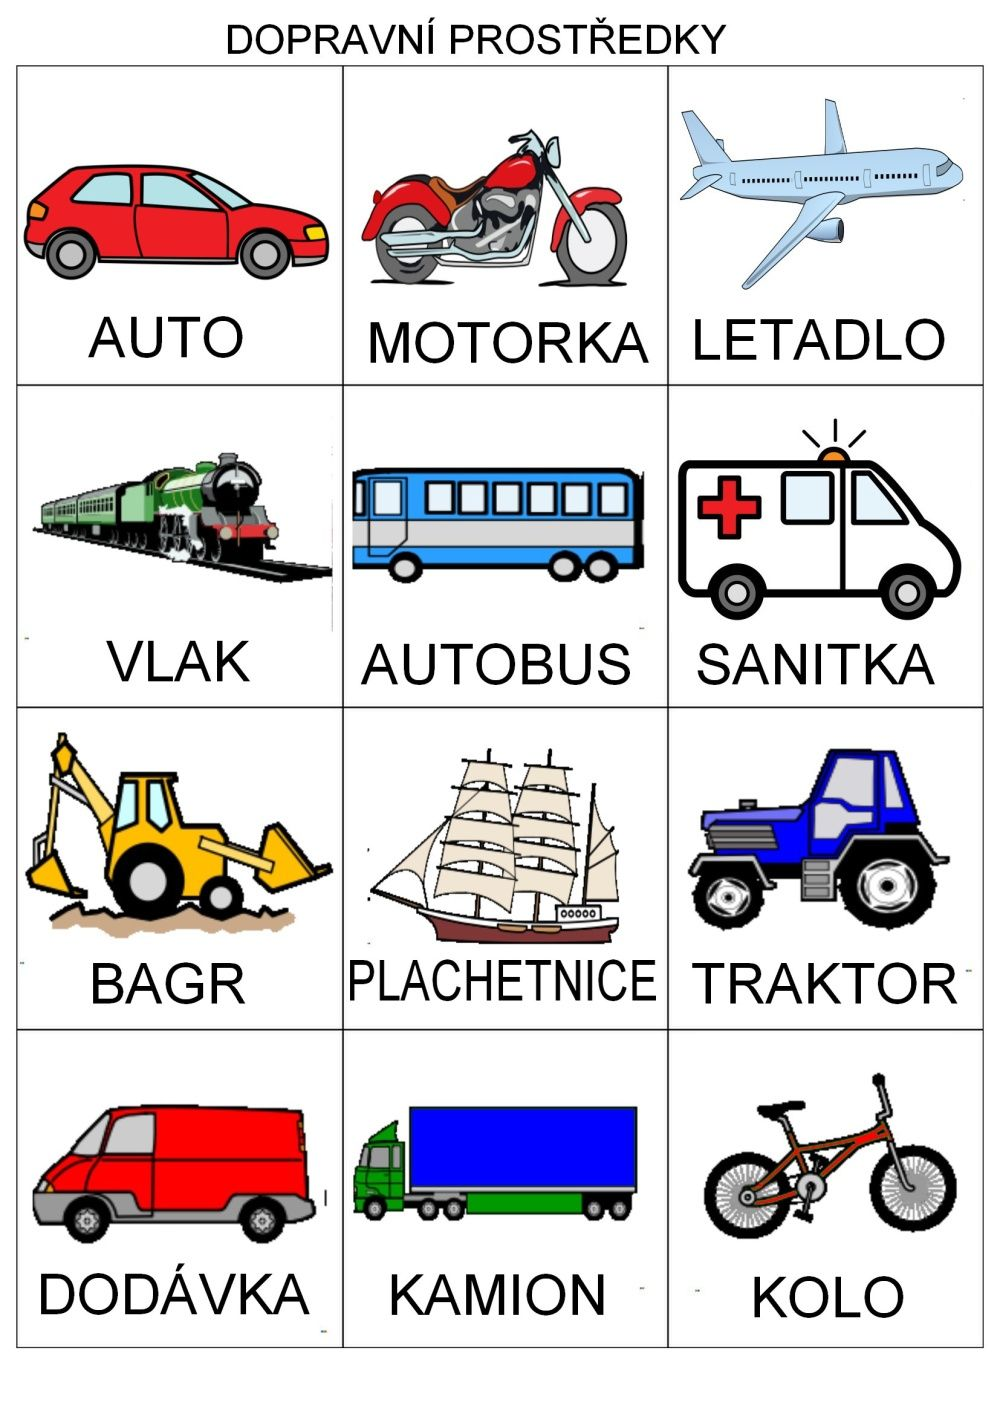 DOPRAVNÍ PROSTŘEDKY
AUTO
MOTORKA
LETADLO
VLAK
AUTOBUS
SANITKA
BAGR
PLACHETNICE
TRAKTOR
DODÁVKA
KAMION
KOLO